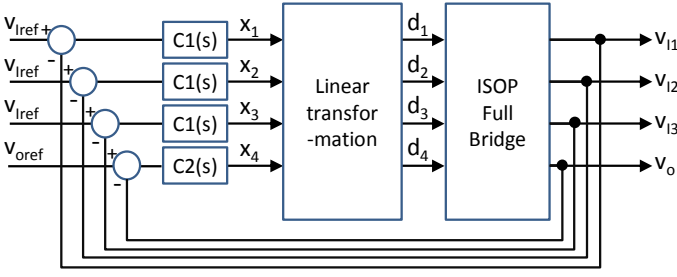 vIref + - C1(s) x1 d1 vI1
vIref + - C1(s) x2 d2 vI2
vIref + - C1(s) x3 d3 vI3
voref + - C2(s) x4 d4 vo
Linear
transfor
-mation
ISOP
Full
Bridge